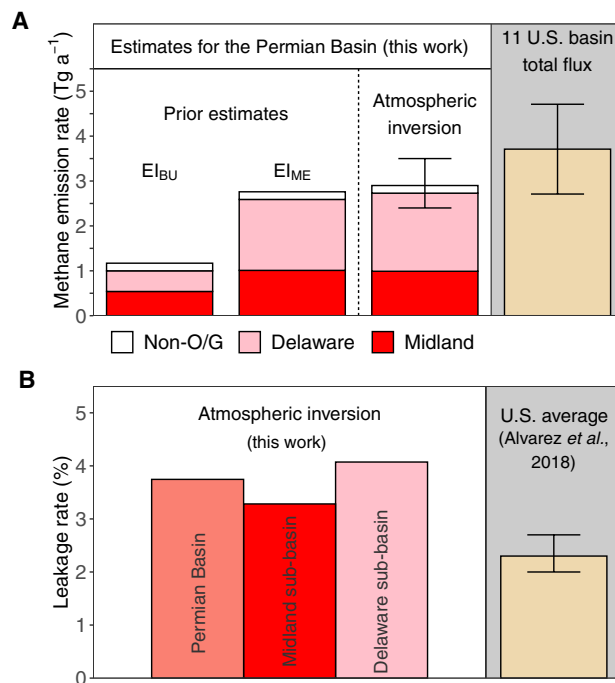 A
Estimates for the Permian Basin (this work)
11 U.S. basin
total flux
Prior estimates
Atmospheric
inversion
EI_BU
EI_ME
Methane emission rate (Tg a⁻¹)
5
4
3
2
1
0
Non-O/G
Delaware
Midland
B
Atmospheric inversion
(this work)
U.S. average
(Alvarez et al.,
2018)
Leakage rate (%)
5
4
3
2
1
0
Permian Basin
Midland sub-basin
Delaware sub-basin